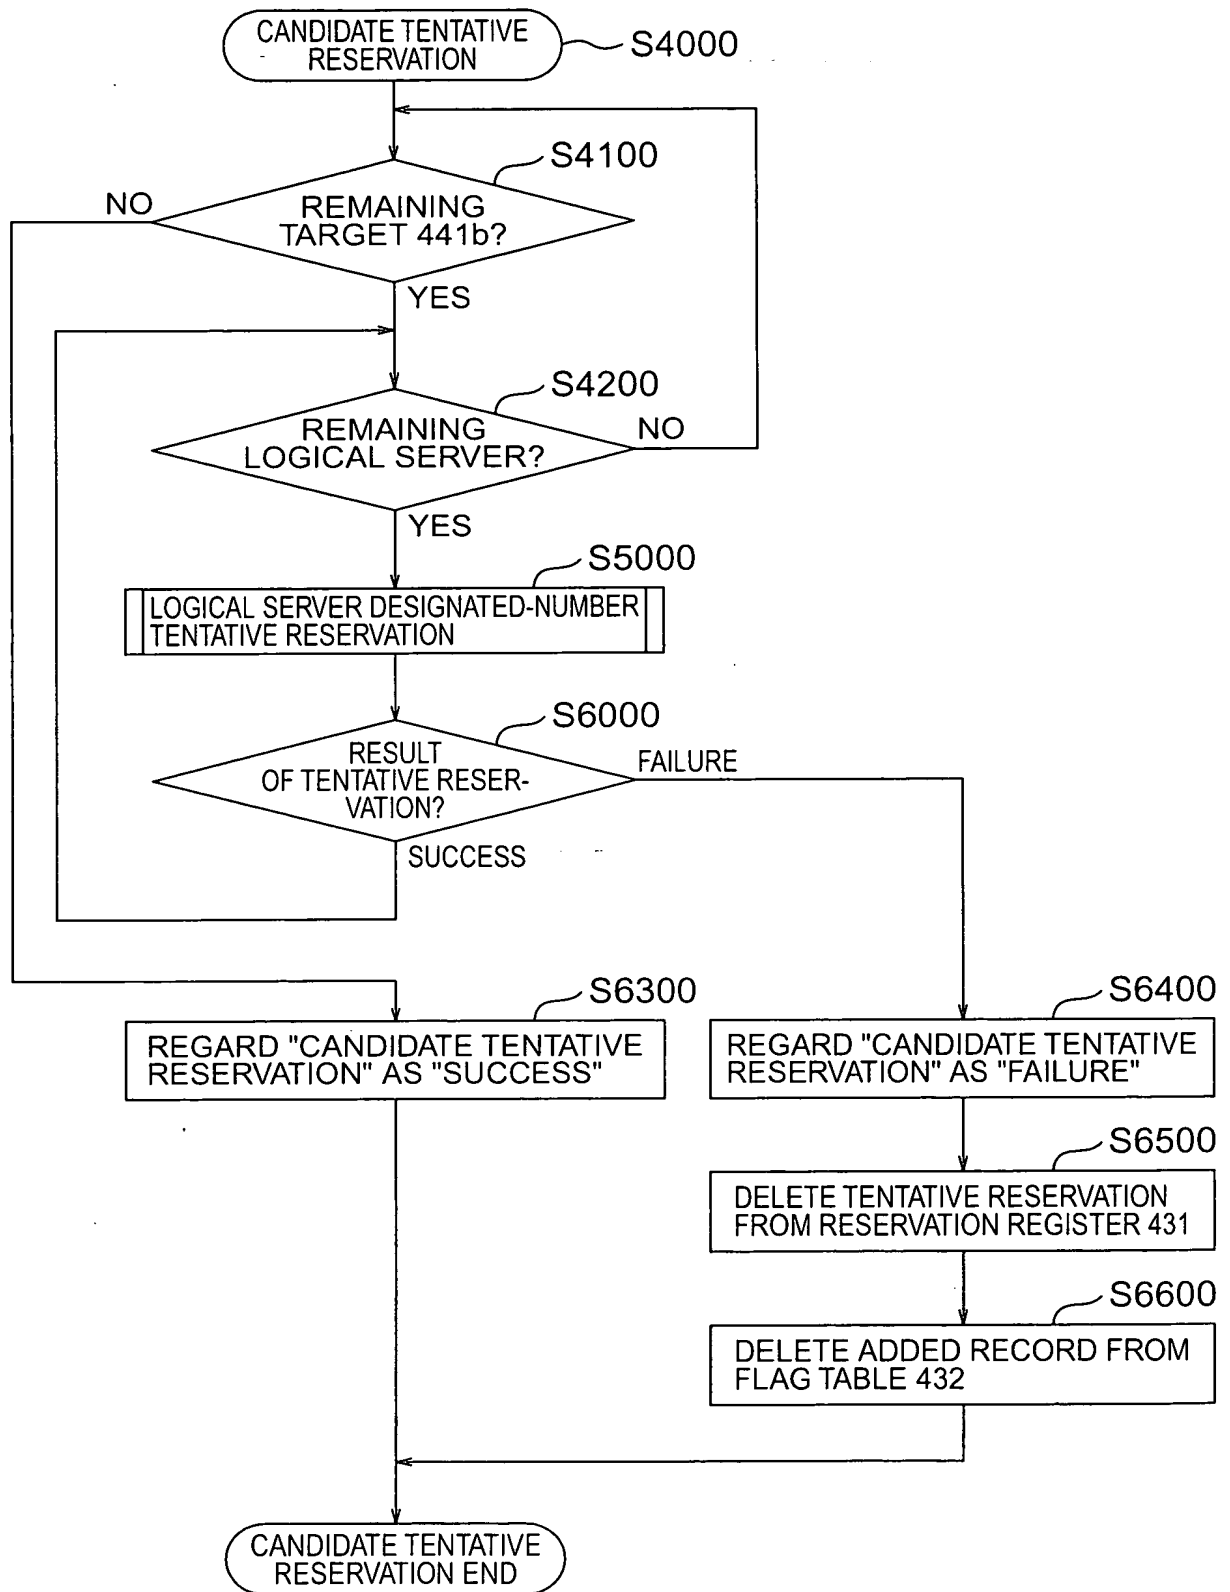 CANDIDATE TENTATIVE
RESERVATION
S4000
S4100
NO
REMAINING
TARGET 441b?
YES
S4200
REMAINING
LOGICAL SERVER?
NO
YES
S5000
LOGICAL SERVER DESIGNATED-NUMBER
TENTATIVE RESERVATION
S6000
RESULT
OF TENTATIVE RESER-
VATION?
FAILURE
SUCCESS
S6300
REGARD "CANDIDATE TENTATIVE
RESERVATION" AS "SUCCESS"
S6400
REGARD "CANDIDATE TENTATIVE
RESERVATION" AS "FAILURE"
S6500
DELETE TENTATIVE RESERVATION
FROM RESERVATION REGISTER 431
S6600
DELETE ADDED RECORD FROM
FLAG TABLE 432
CANDIDATE TENTATIVE
RESERVATION END